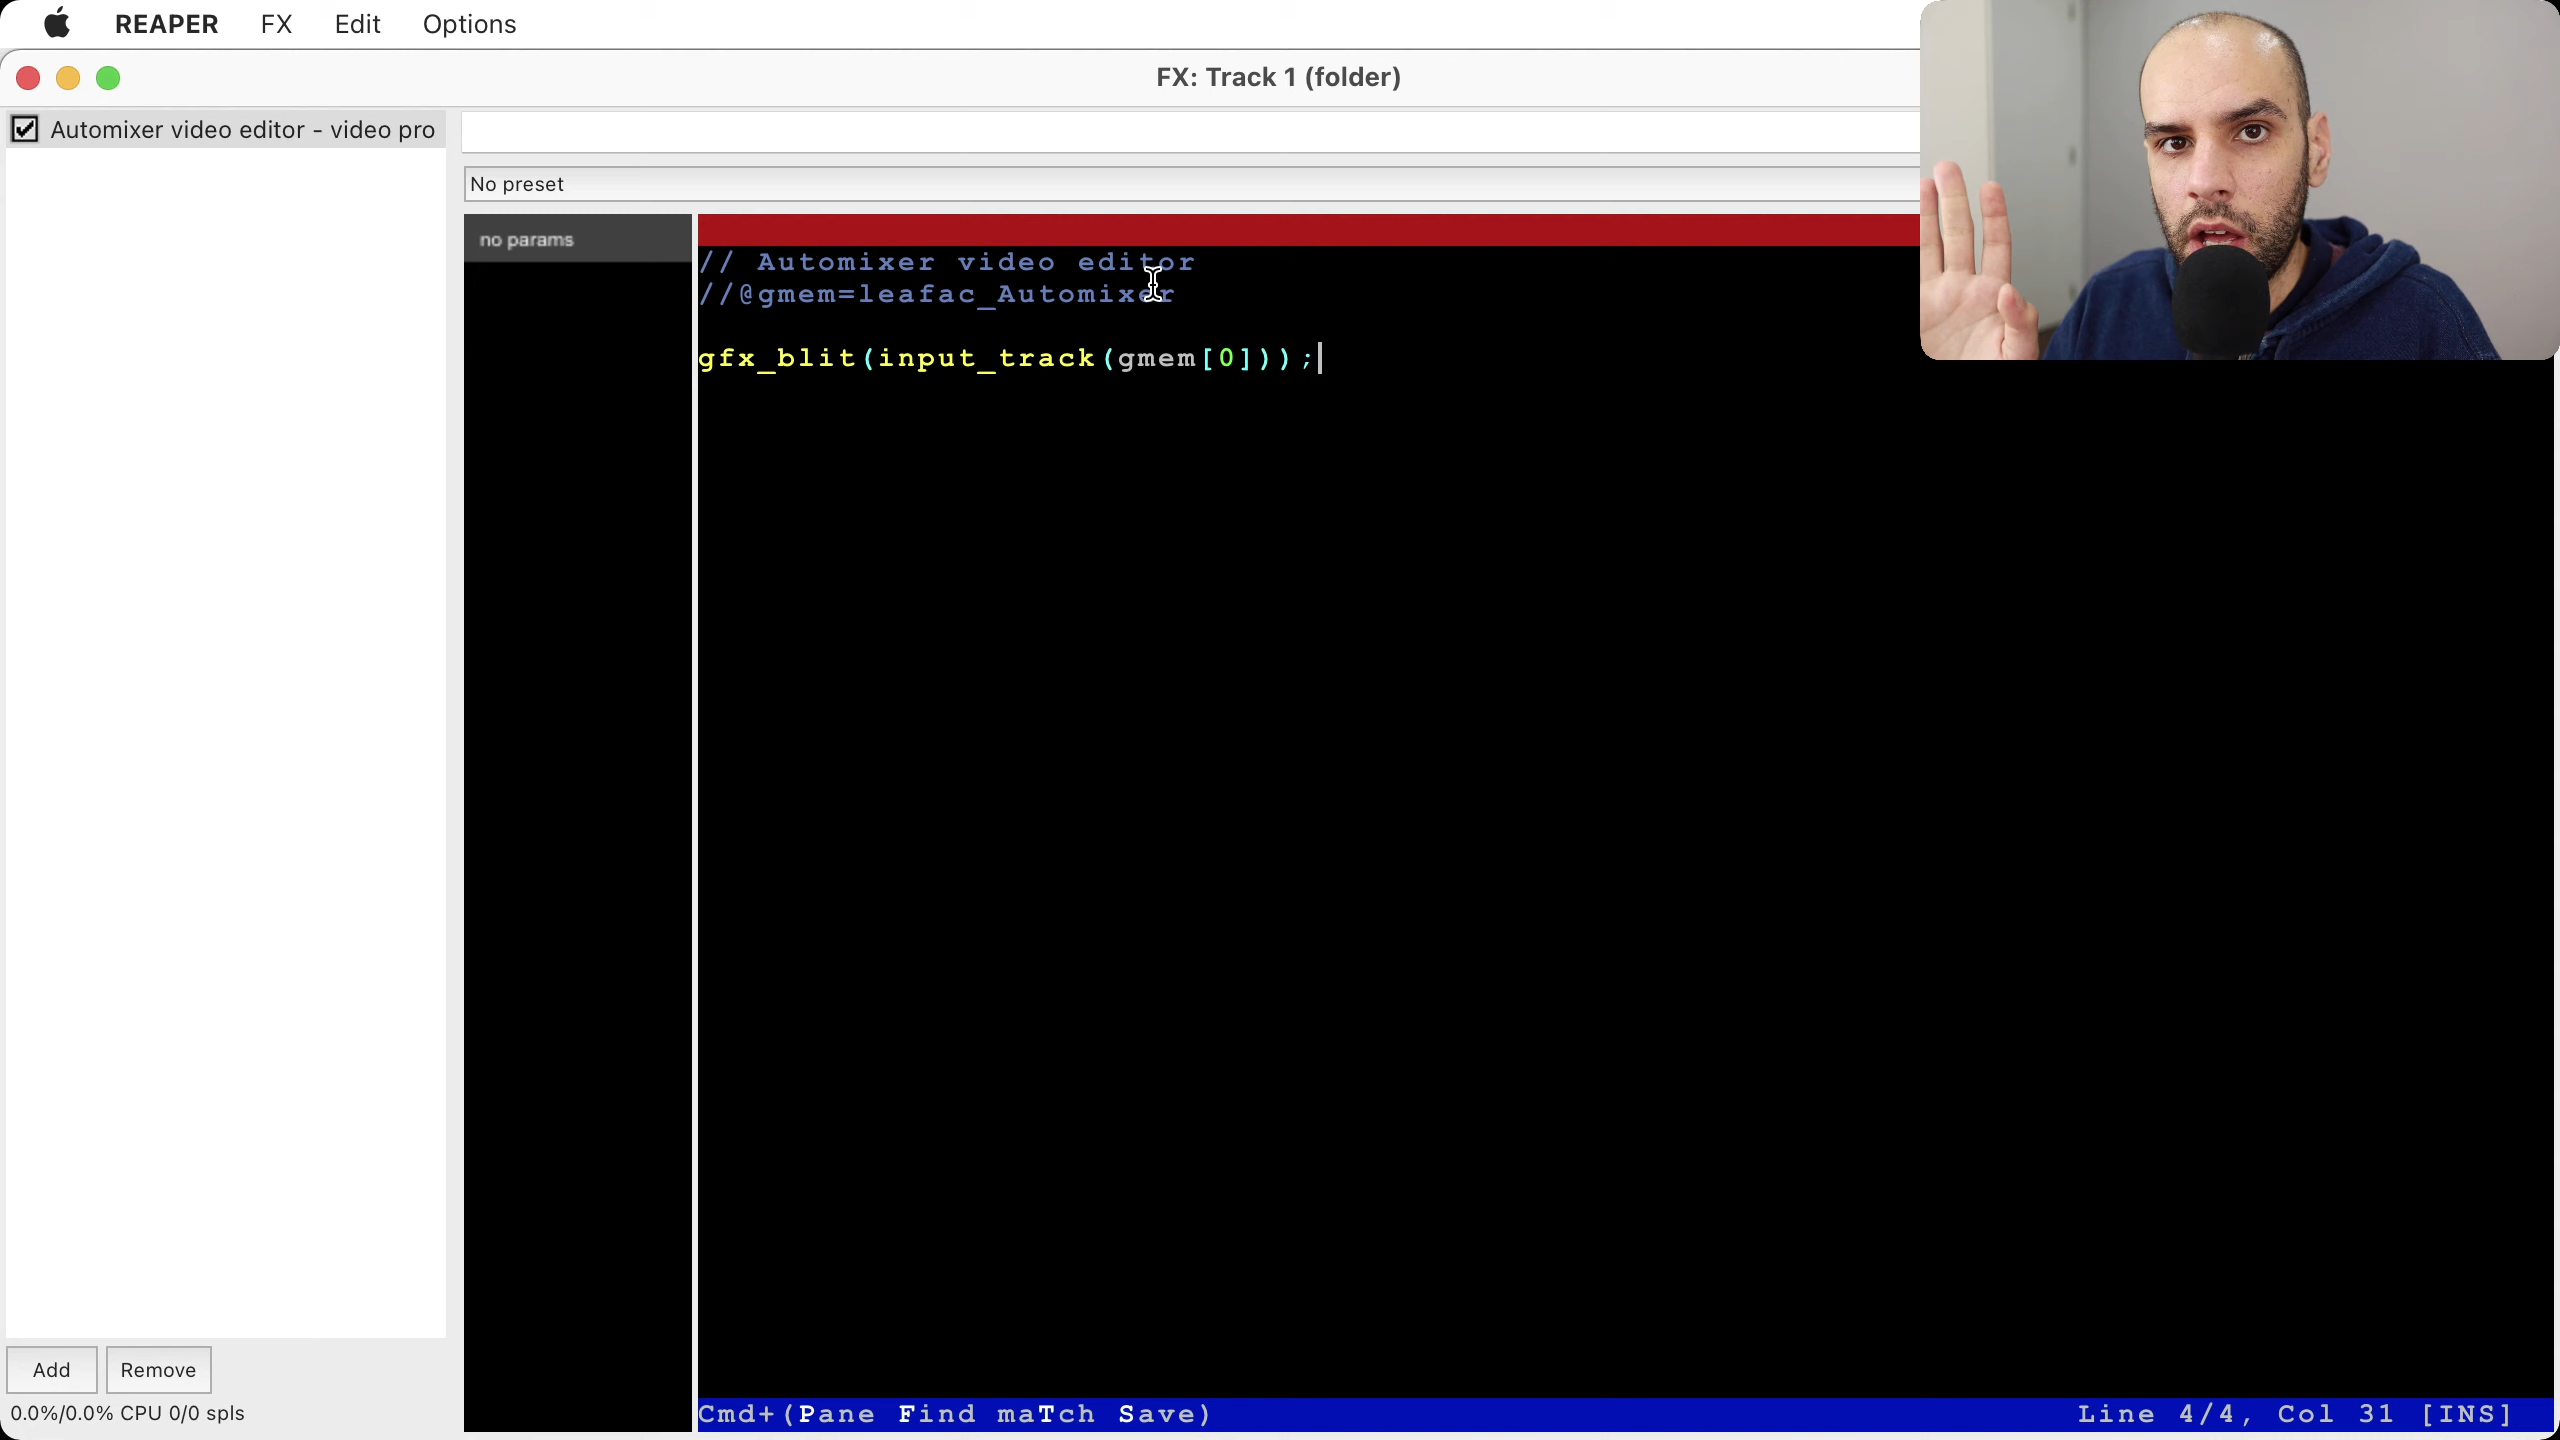 REAPER FX Edit Options
FX: Track 1 (folder)
Automixer video editor - video pro
No preset
no params
// Automixer video editor
//@gmem=leafac_Automixer
gfx_blit(input_track(gmem[0]));
Add Remove
0.0%/0.0% CPU 0/0 spls
Cmd+(Pane Find maTch Save) Line 4/4, Col 31 [INS]